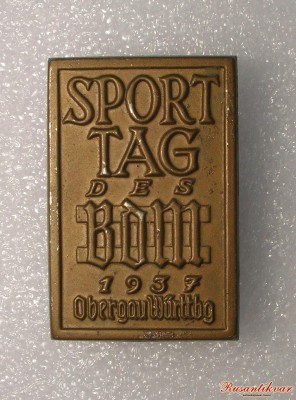 SPORT
TAG
DES
BDM
1937
Obergau Württbg
Rusantikvar